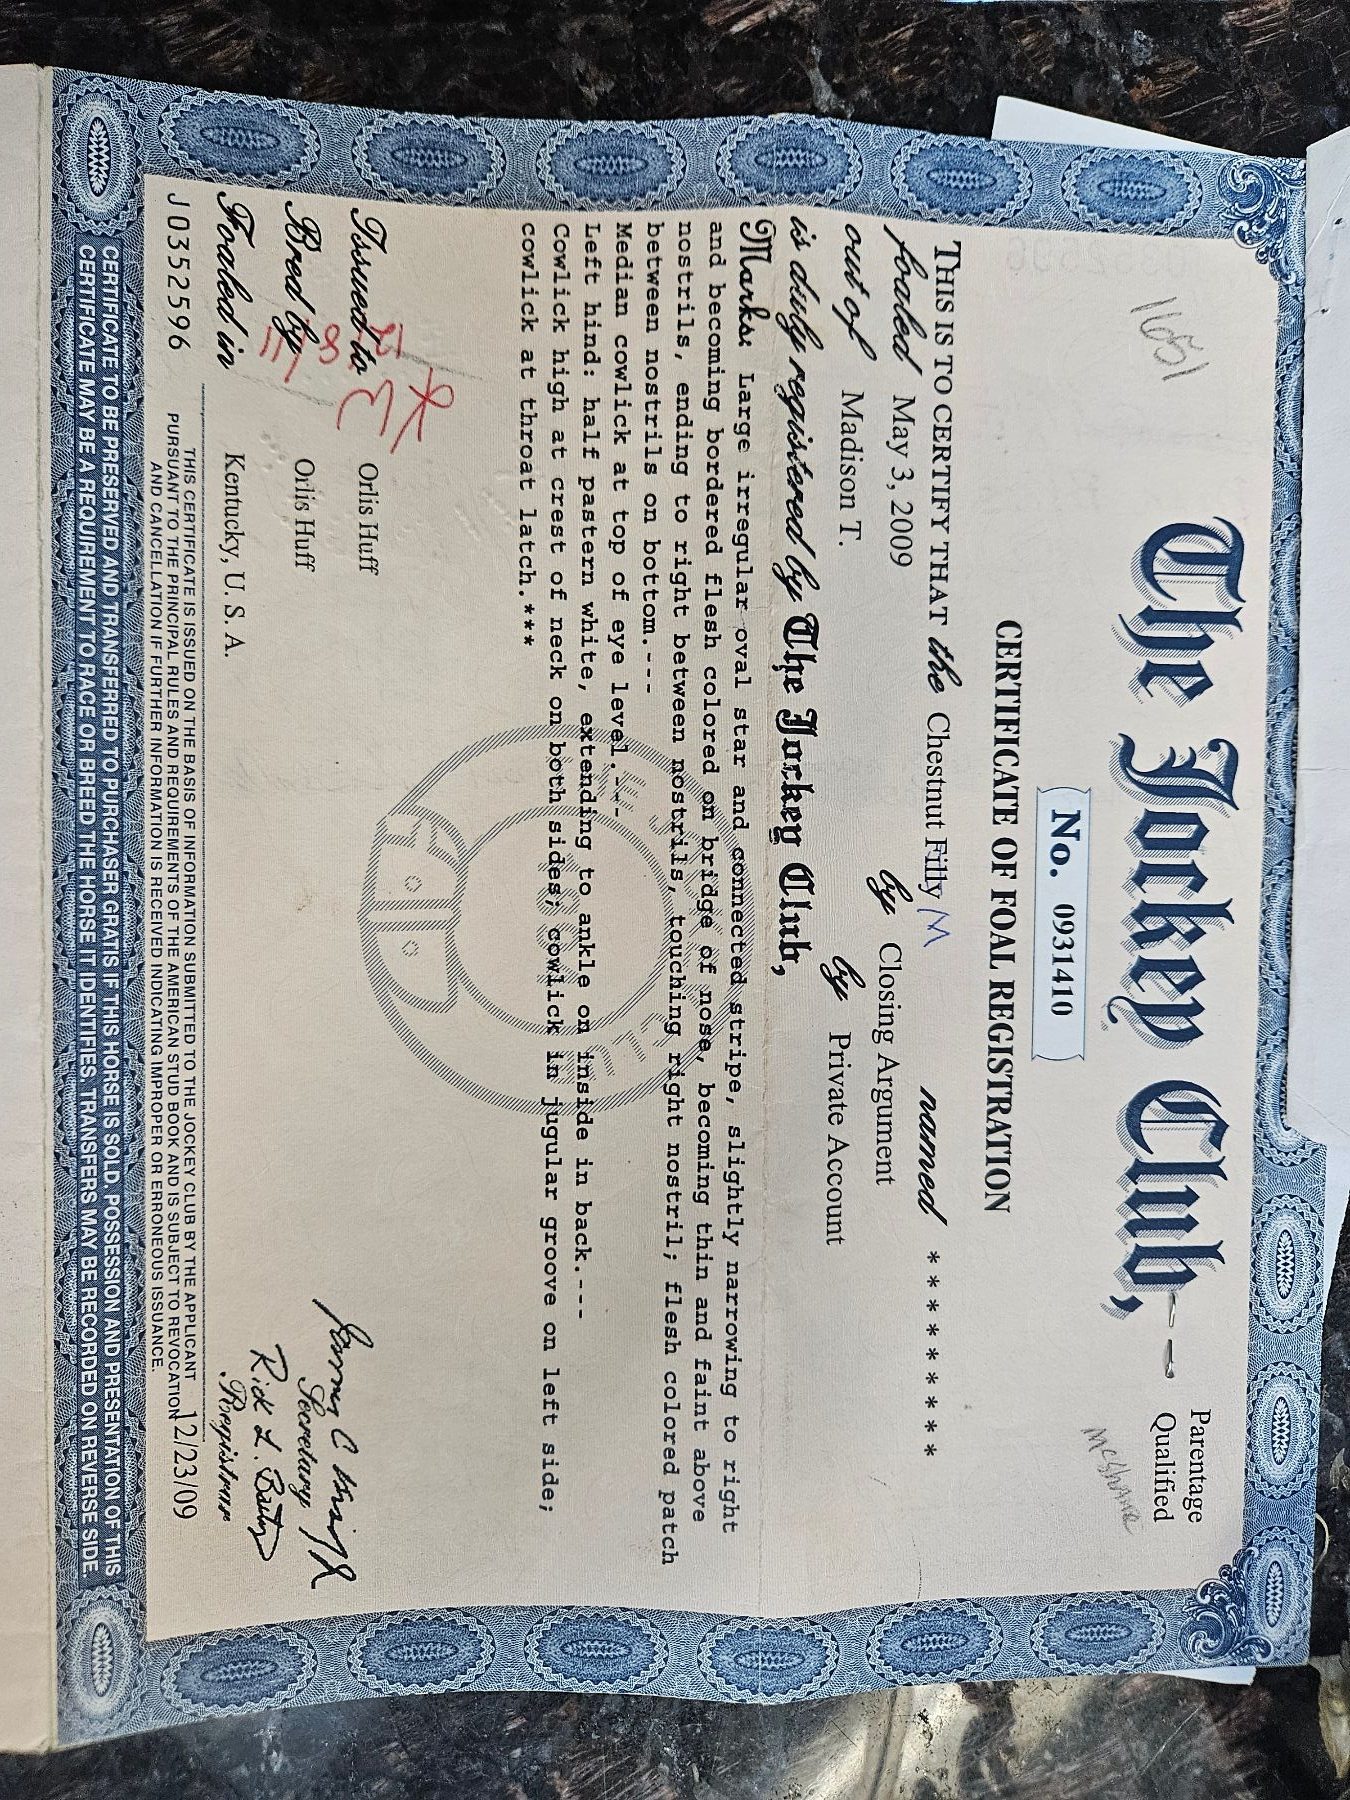 1651
The Jockey Club,
Parentage
Qualified
McShane
No. 0931410
CERTIFICATE OF FOAL REGISTRATION
THIS IS TO CERTIFY THAT the Chestnut Filly M named ********
foaled May 3, 2009 by Closing Argument
out of Madison T. by Private Account
is duly registered by The Jockey Club,
Marks: Large irregular oval star and connected stripe, slightly narrowing to right
and becoming bordered flesh colored on bridge of nose, becoming thin and faint above
nostrils, ending to right between nostrils, touching right nostril; flesh colored patch
between nostrils on bottom.---
Median cowlick at top of eye level.---
Left hind: half pastern white, extending to ankle on inside in back.---
Cowlick high at crest of neck on both sides; cowlick in jugular groove on left side;
cowlick at throat latch.***
Issued to Orlis Huff
Bred by Orlis Huff
Foaled in Kentucky, U. S. A.
12/8/11
Secretary
Rick L. Bailey
Registrar
J0352596
THIS CERTIFICATE IS ISSUED ON THE BASIS OF INFORMATION SUBMITTED TO THE JOCKEY CLUB BY THE APPLICANT
PURSUANT TO THE PRINCIPAL RULES AND REQUIREMENTS OF THE AMERICAN STUD BOOK AND IS SUBJECT TO REVOCATION
AND CANCELLATION IF FURTHER INFORMATION IS RECEIVED INDICATING IMPROPER OR ERRONEOUS ISSUANCE.
12/23/09
CERTIFICATE TO BE PRESERVED AND TRANSFERRED TO PURCHASER GRATIS IF THIS HORSE IS SOLD. POSSESSION AND PRESENTATION OF THIS
CERTIFICATE MAY BE A REQUIREMENT TO RACE OR BREED THE HORSE IT IDENTIFIES. TRANSFERS MAY BE RECORDED ON REVERSE SIDE.